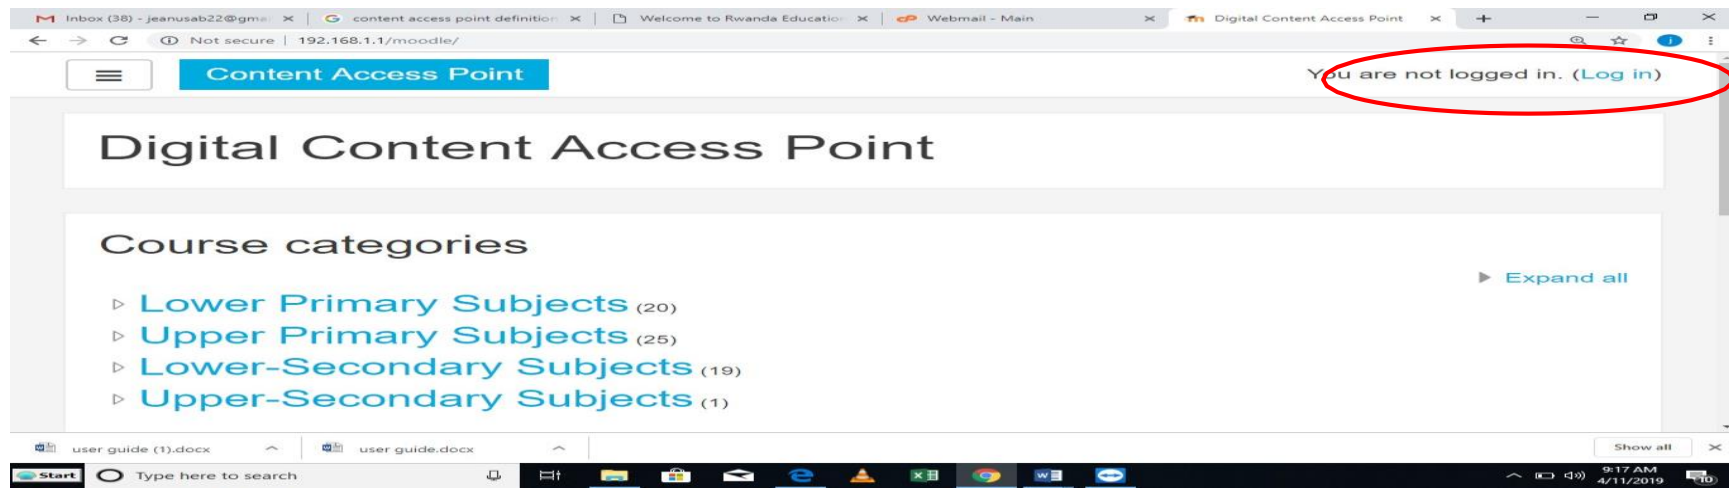 Inbox (38) - jeanusab22@gma
content access point definition
Welcome to Rwanda Educatio
Webmail - Main
Digital Content Access Point
Not secure | 192.168.1.1/moodle/
Content Access Point
You are not logged in. (Log in)
Digital Content Access Point
Course categories
Expand all
Lower Primary Subjects (20)
Upper Primary Subjects (25)
Lower-Secondary Subjects (19)
Upper-Secondary Subjects (1)
user guide (1).docx
user guide.docx
Show all
Start
Type here to search
9:17 AM
4/11/2019